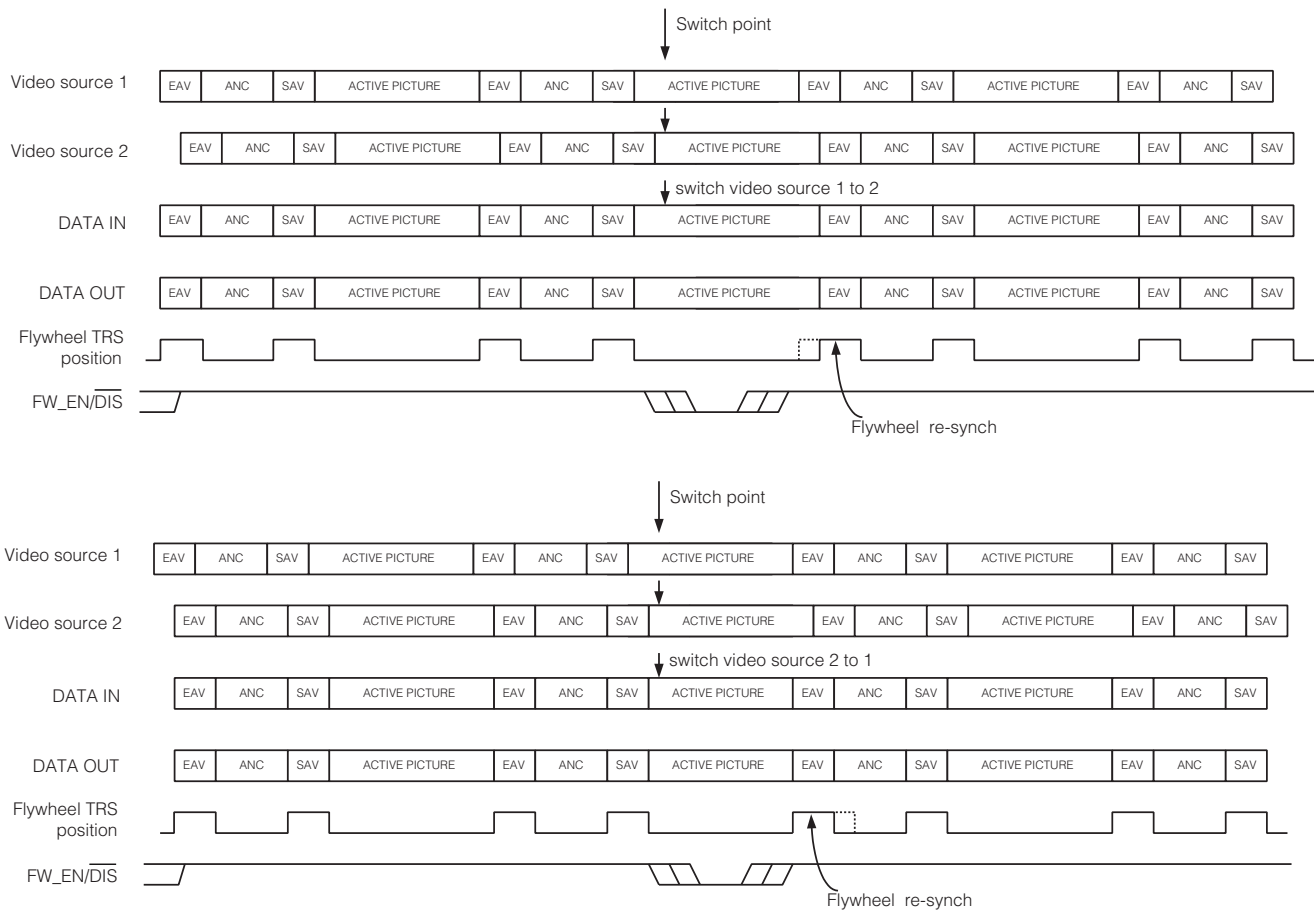 Switch point
Video source 1 EAV ANC SAV ACTIVE PICTURE EAV ANC SAV ACTIVE PICTURE EAV ANC SAV ACTIVE PICTURE EAV ANC SAV
Video source 2 EAV ANC SAV ACTIVE PICTURE EAV ANC SAV ACTIVE PICTURE EAV ANC SAV ACTIVE PICTURE EAV ANC SAV
switch video source 1 to 2
DATA IN EAV ANC SAV ACTIVE PICTURE EAV ANC SAV ACTIVE PICTURE EAV ANC SAV ACTIVE PICTURE EAV ANC SAV
DATA OUT EAV ANC SAV ACTIVE PICTURE EAV ANC SAV ACTIVE PICTURE EAV ANC SAV ACTIVE PICTURE EAV ANC SAV
Flywheel TRS
position
FW_EN/DIS
Flywheel re-synch
Switch point
Video source 1 EAV ANC SAV ACTIVE PICTURE EAV ANC SAV ACTIVE PICTURE EAV ANC SAV ACTIVE PICTURE EAV ANC SAV
Video source 2 EAV ANC SAV ACTIVE PICTURE EAV ANC SAV ACTIVE PICTURE EAV ANC SAV ACTIVE PICTURE EAV ANC SAV
switch video source 2 to 1
DATA IN EAV ANC SAV ACTIVE PICTURE EAV ANC SAV ACTIVE PICTURE EAV ANC SAV ACTIVE PICTURE EAV ANC SAV
DATA OUT EAV ANC SAV ACTIVE PICTURE EAV ANC SAV ACTIVE PICTURE EAV ANC SAV ACTIVE PICTURE EAV ANC SAV
Flywheel TRS
position
FW_EN/DIS
Flywheel re-synch